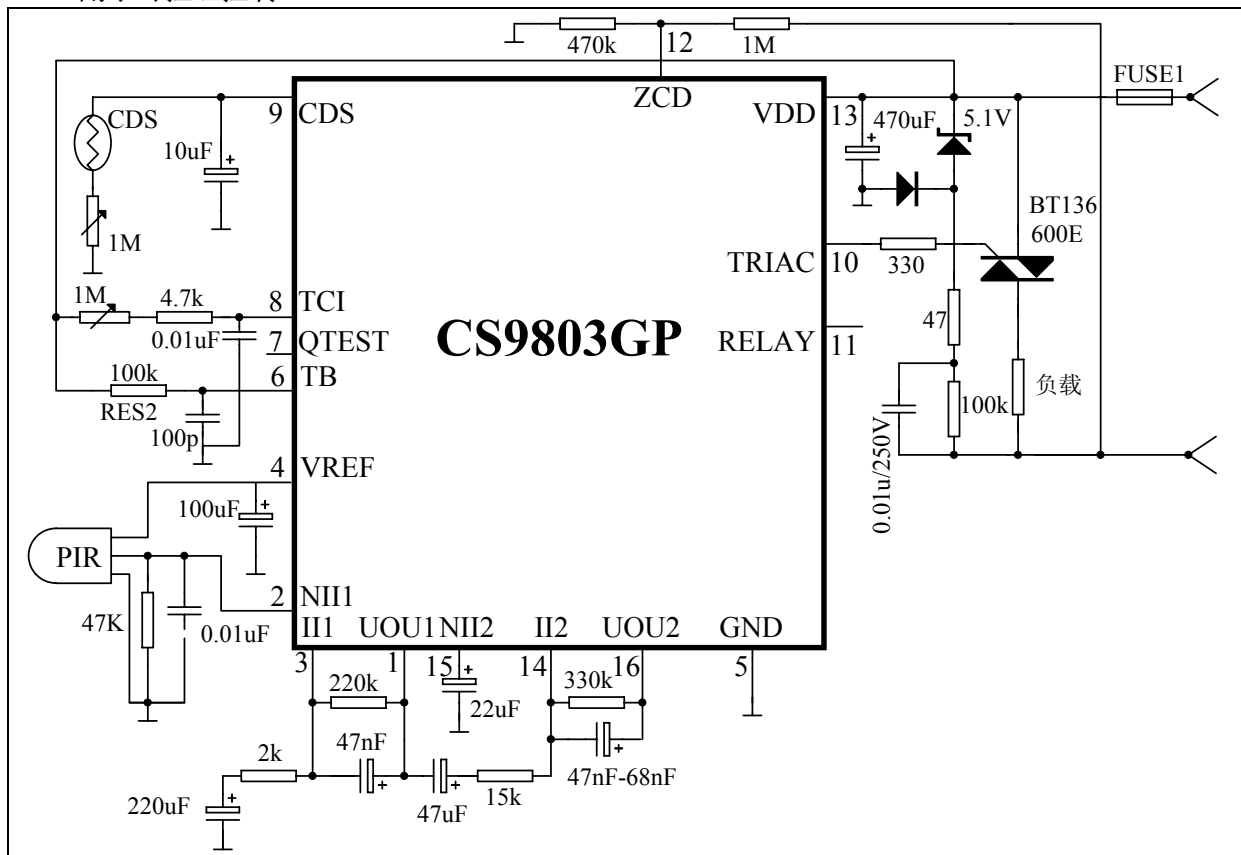 470k
12
1M
FUSE1
ZCD
9
CDS
CDS
VDD
13
470uF
5.1V
10uF
+
+
1M
BT136
600E
TRIAC
10
330
1M
4.7k
8
TCI
0.01uF
7
QTEST
CS9803GP
RELAY
11
47
100k
6
TB
RES2
100p
100k
负载
0.01u/250V
4
VREF
100uF
+
PIR
2
NII1
47K
0.01uF
II1
UOU1
NII2
II2
UOU2
GND
3
1
15
+
14
16
5
220k
22uF
330k
2k
47nF
+
+
+
47nF-68nF
220uF
+
47uF
15k